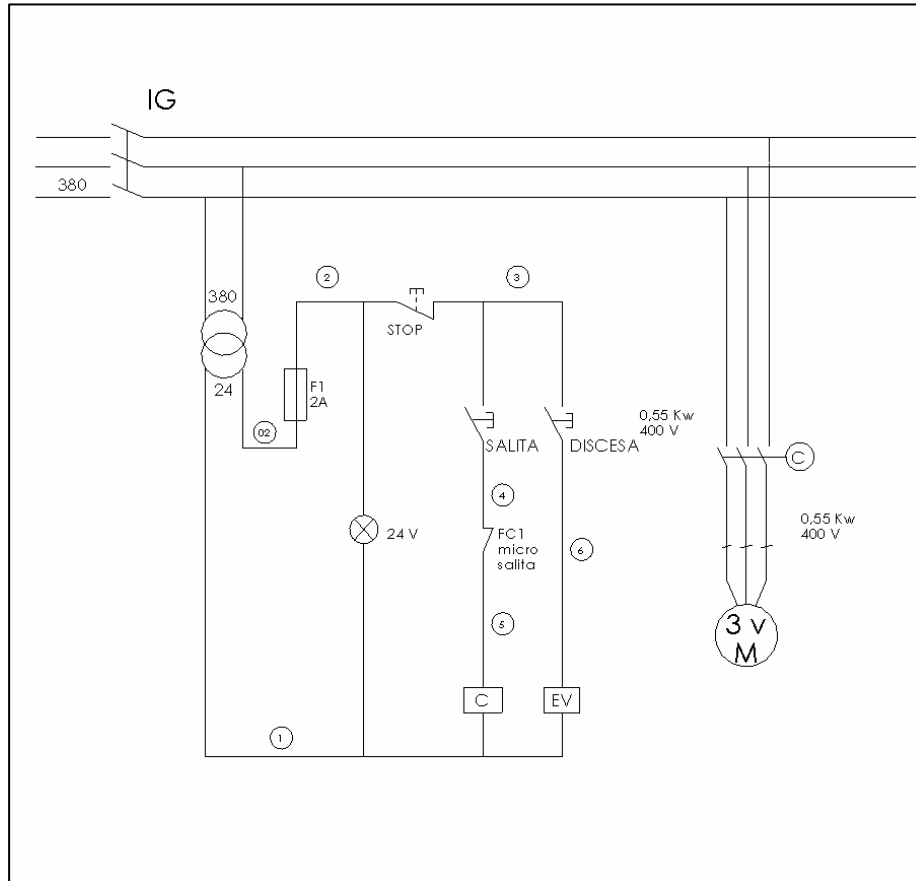 IG
380
2
3
380
STOP
24
F1
2A
02
SALITA
DISCESA
0,55 Kw
400 V
C
4
24 V
FC1
micro
salita
6
0,55 Kw
400 V
5
3 v
M
C
EV
1